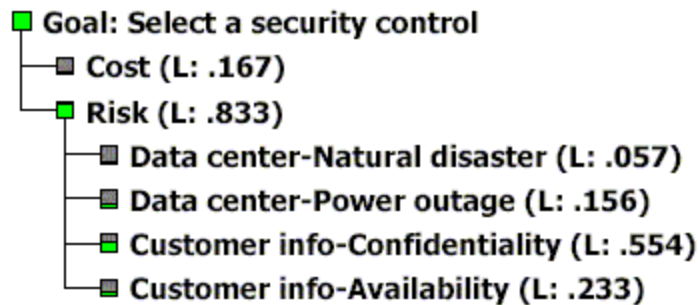 Goal: Select a security control
Cost (L: .167)
Risk (L: .833)
Data center-Natural disaster (L: .057)
Data center-Power outage (L: .156)
Customer info-Confidentiality (L: .554)
Customer info-Availability (L: .233)